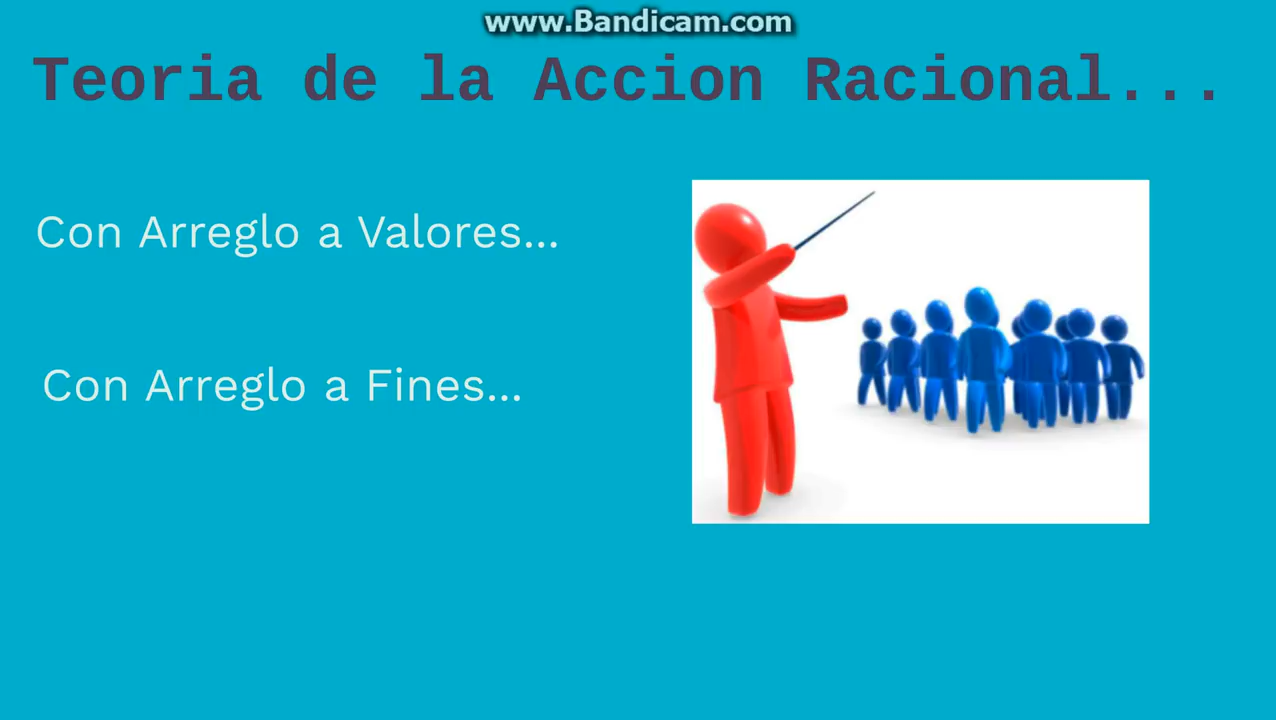 www.Bandicam.com
Teoria de la Accion Racional...
Con Arreglo a Valores...
Con Arreglo a Fines...